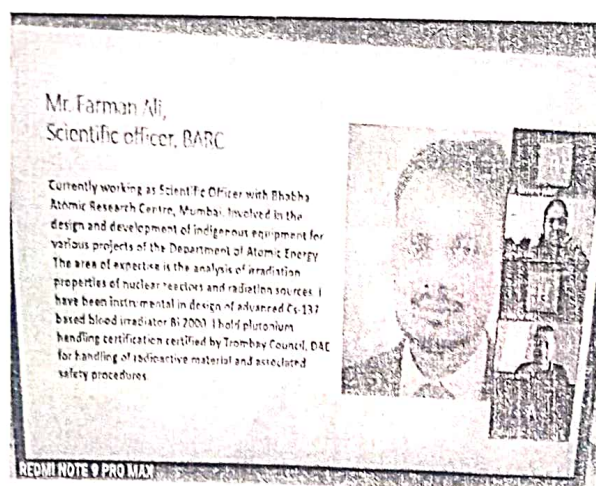 Mr. Farman Ali,
Scientific officer, BARC
Currently working as Scientific Officer with Bhabha
Atomic Research Centre, Mumbai. Involved in the
design and development of indigenous equipment for
various projects of the Department of Atomic Energy
The area of expertise is the analysis of irradiation
properties of nuclear reactors and radiation sources. I
have been instrumental in design of advanced Cs-137
based blood irradiator BI 2000. I hold plutonium
handling certification certified by Trombay Council, DAE
for handling of radioactive material and associated
safety procedures
REDMI NOTE 9 PRO MAX